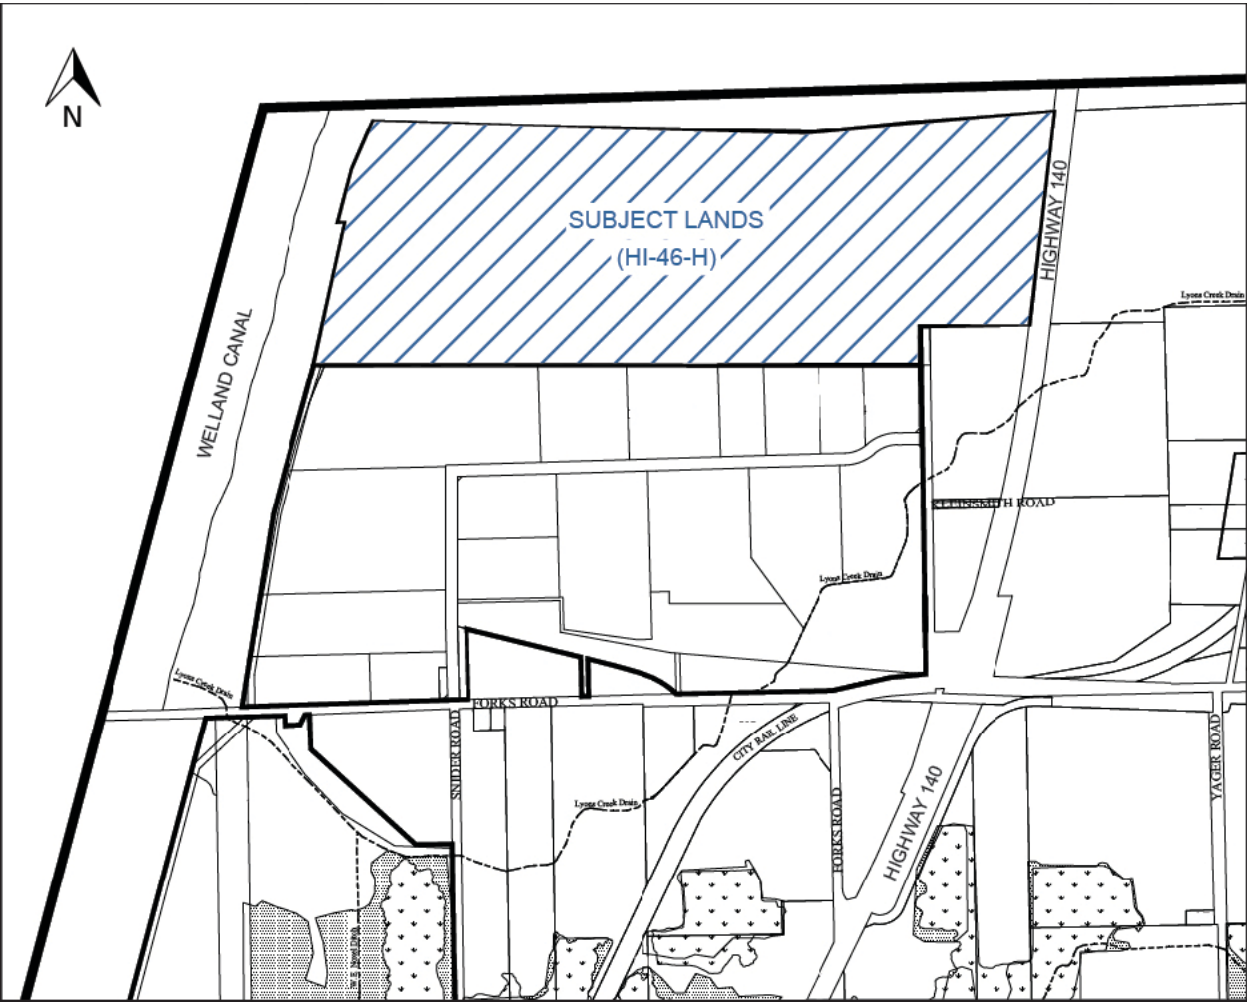 N
SUBJECT LANDS
(HI-46-H)
HIGHWAY 140
Lyons Creek Drain
WELLAND CANAL
KLEINSMITH ROAD
Lyons Creek Drain
Lyons Creek Drain
FORKS ROAD
SNIDER ROAD
CITY RAIL LINE
YAGER ROAD
Lyons Creek Drain
FORKS ROAD
HIGHWAY 140